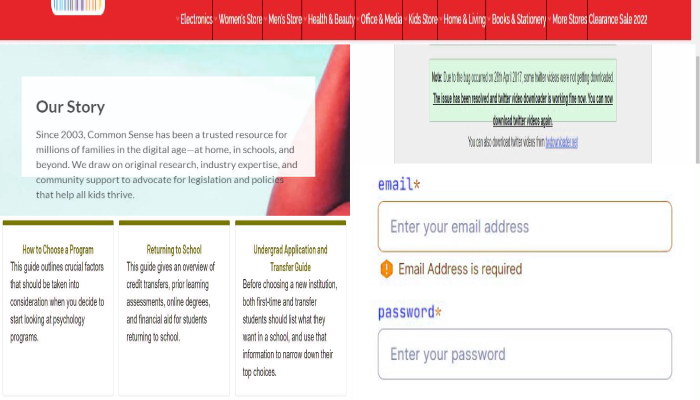 Electronics Women's Store Men's Store Health & Beauty Office & Media Kids Store Home & Living Books & Stationery More Stores Clearance Sale 2022
Our Story
Since 2003, Common Sense has been a trusted resource for
millions of families in the digital age—at home, in schools, and
beyond. We draw on original research, industry expertise, and
community support to advocate for legislation and policies
that help all kids thrive.
Note: Due to the bug occurred on 28th April 2017, some twitter videos were not getting downloaded.
The issue has been resolved and twitter video downloader is working fine now. You can now
download twitter videos again.
You can also download twitter videos from twdownloader.net
How to Choose a Program
This guide outlines crucial factors
that should be taken into
consideration when you decide to
start looking at psychology
programs.
Returning to School
This guide gives an overview of
credit transfers, prior learning
assessments, online degrees,
and financial aid for students
returning to school.
Undergrad Application and
Transfer Guide
Before choosing a new institution,
both first-time and transfer
students should list what they
want in a school, and use that
information to narrow down their
top choices.
email*
Enter your email address
Email Address is required
password*
Enter your password